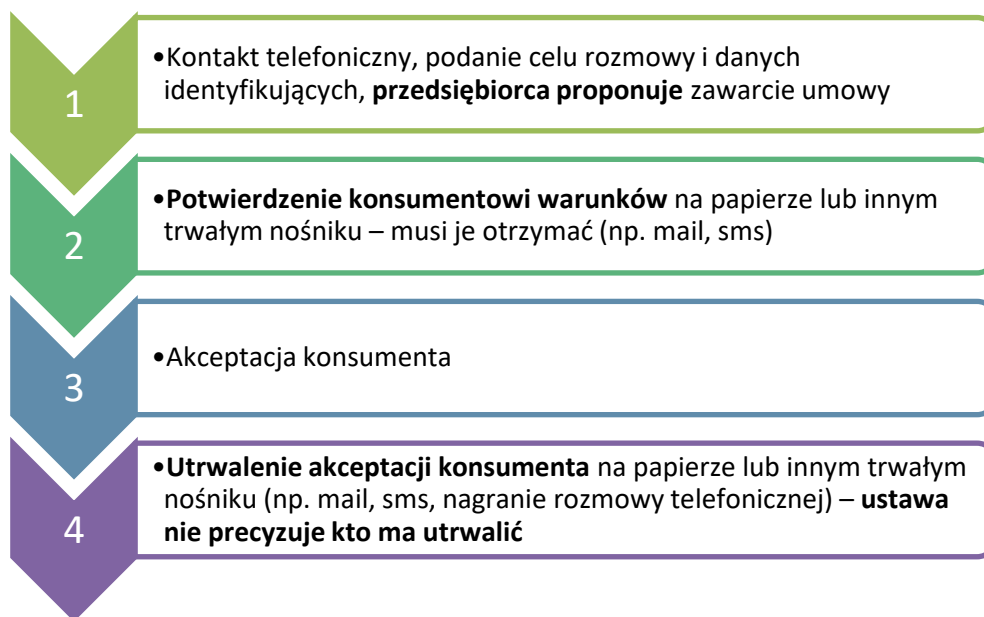 1
•Kontakt telefoniczny, podanie celu rozmowy i danych
identyfikujących, przedsiębiorca proponuje zawarcie umowy
2
•Potwierdzenie konsumentowi warunków na papierze lub innym
trwałym nośniku – musi je otrzymać (np. mail, sms)
3
•Akceptacja konsumenta
4
•Utrwalenie akceptacji konsumenta na papierze lub innym trwałym
nośniku (np. mail, sms, nagranie rozmowy telefonicznej) – ustawa
nie precyzuje kto ma utrwalić